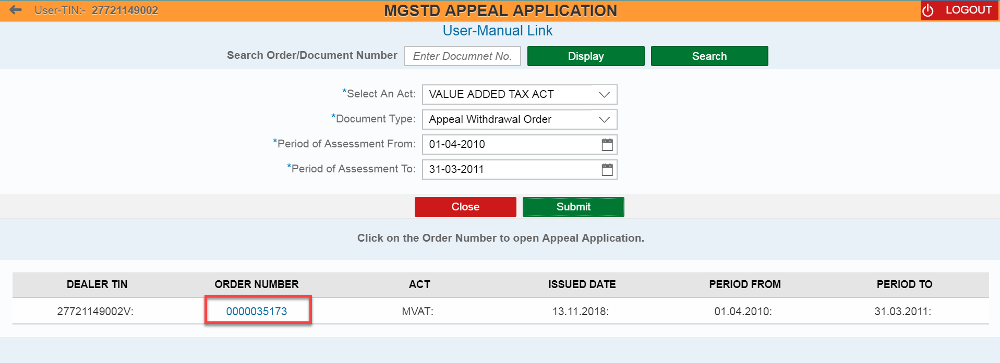 User-TIN:- 27721149002 MGSTD APPEAL APPLICATION LOGOUT
User-Manual Link
Search Order/Document Number Enter Documnet No. Display Search
*Select An Act: VALUE ADDED TAX ACT
*Document Type: Appeal Withdrawal Order
*Period of Assessment From: 01-04-2010
*Period of Assessment To: 31-03-2011
Close Submit
Click on the Order Number to open Appeal Application.
DEALER TIN ORDER NUMBER ACT ISSUED DATE PERIOD FROM PERIOD TO
27721149002V: 0000035173 MVAT: 13.11.2018: 01.04.2010: 31.03.2011: